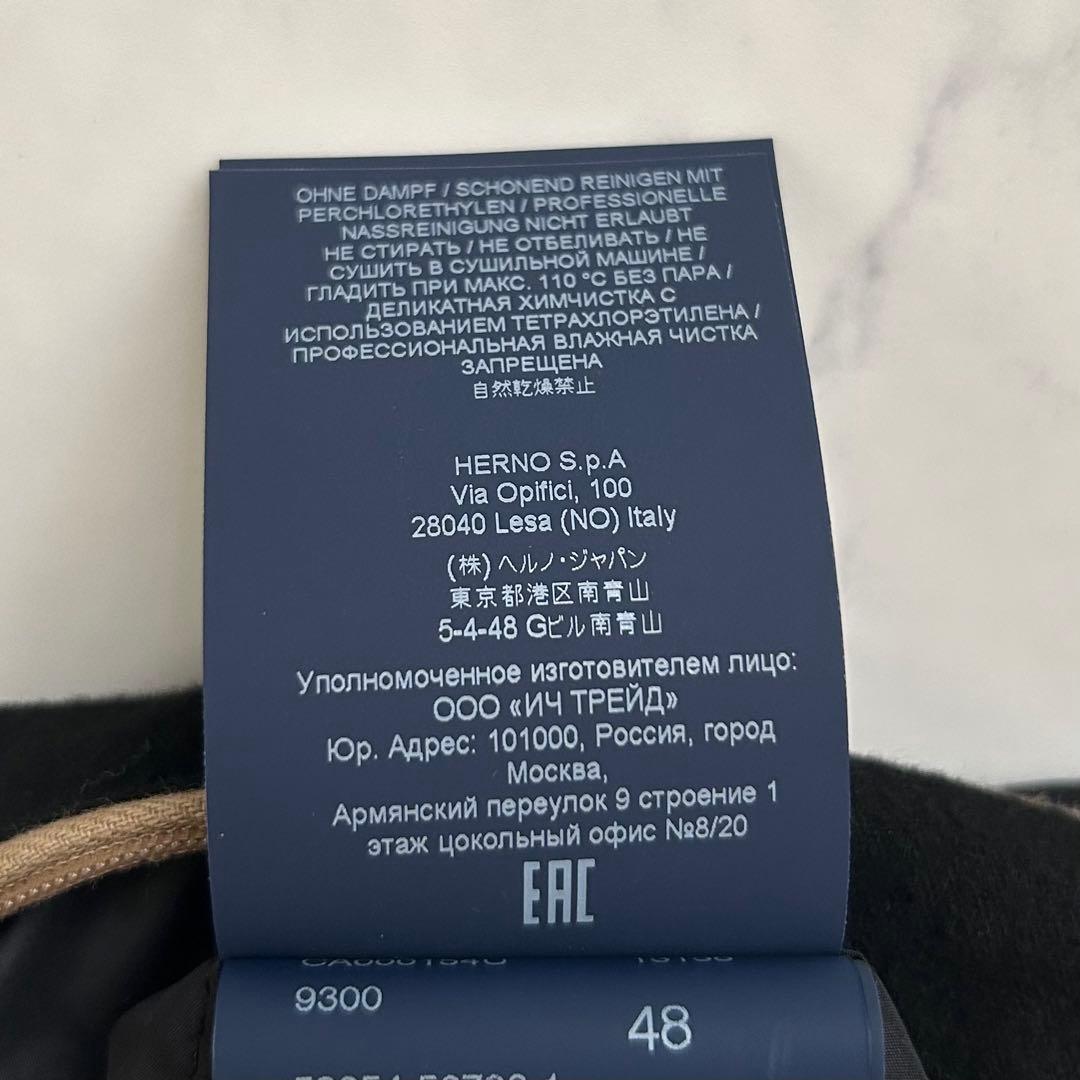 OHNE DAMPF / SCHONEND REINIGEN MIT
PERCHLORETHYLEN / PROFESSIONELLE
NASSREINIGUNG NICHT ERLAUBT
НЕ СТИРАТЬ / НЕ ОТБЕЛИВАТЬ / НЕ
СУШИТЬ В СУШИЛЬНОЙ МАШИНЕ /
ГЛАДИТЬ ПРИ МАКС. 110 °C БЕЗ ПАРА /
ДЕЛИКАТНАЯ ХИМЧИСТКА С
ИСПОЛЬЗОВАНИЕМ ТЕТРАХЛОРЭТИЛЕНА /
ПРОФЕССИОНАЛЬНАЯ ВЛАЖНАЯ ЧИСТКА
ЗАПРЕЩЕНА
自然乾燥禁止
HERNO S.p.A
Via Opifici, 100
28040 Lesa (NO) Italy
(株) ヘルノ・ジャパン
東京都港区南青山
5-4-48 Gビル南青山
Уполномоченное изготовителем лицо:
ООО «ИЧ ТРЕЙД»
Юр. Адрес: 101000, Россия, город
Москва,
Армянский переулок 9 строение 1
этаж цокольный офис №8/20
EAC
9300
48